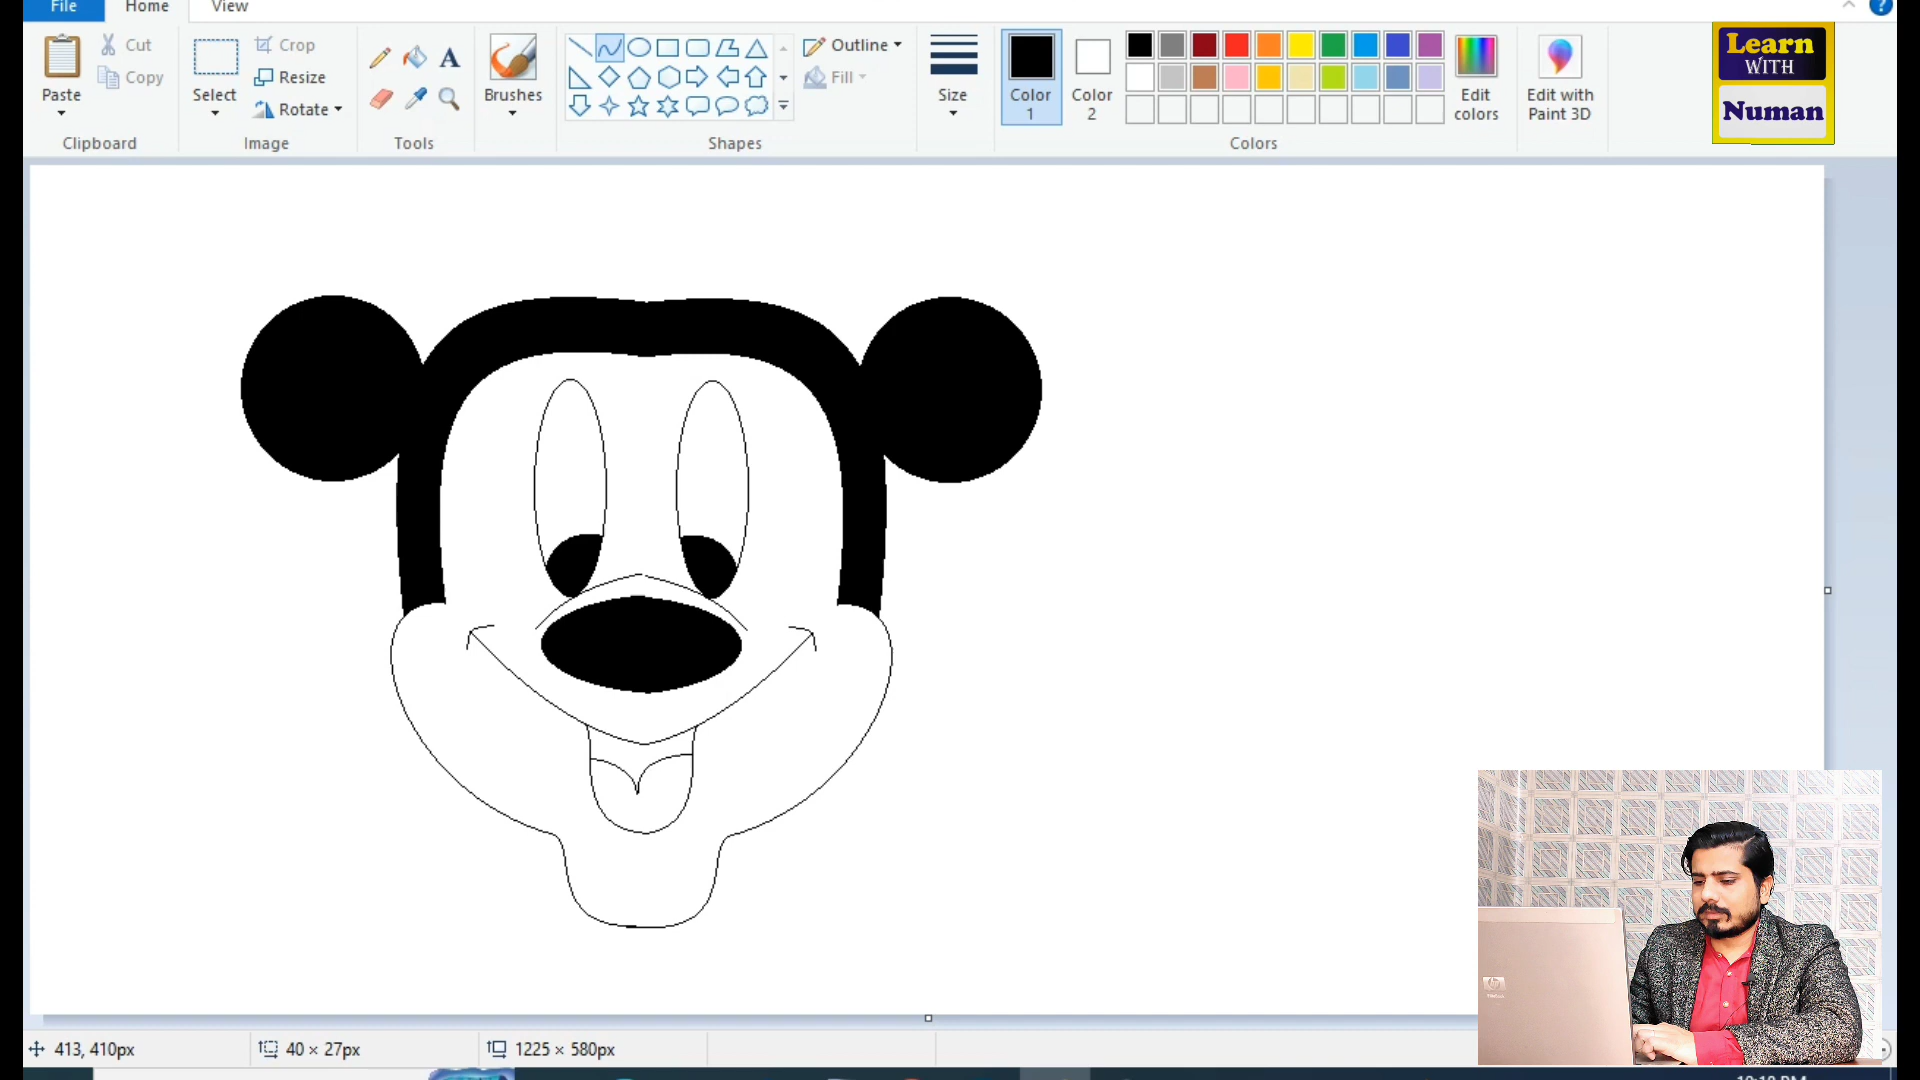 File Home View
Cut
Copy
Paste
Clipboard
Select
Crop
Resize
Rotate
Image
A
Tools
Brushes
Shapes
Outline
Fill
Size
Color
1
Color
2
Edit
colors
Colors
Edit with
Paint 3D
?
Learn
WITH
Numan
hp
413, 410px
40 × 27px
1225 × 580px